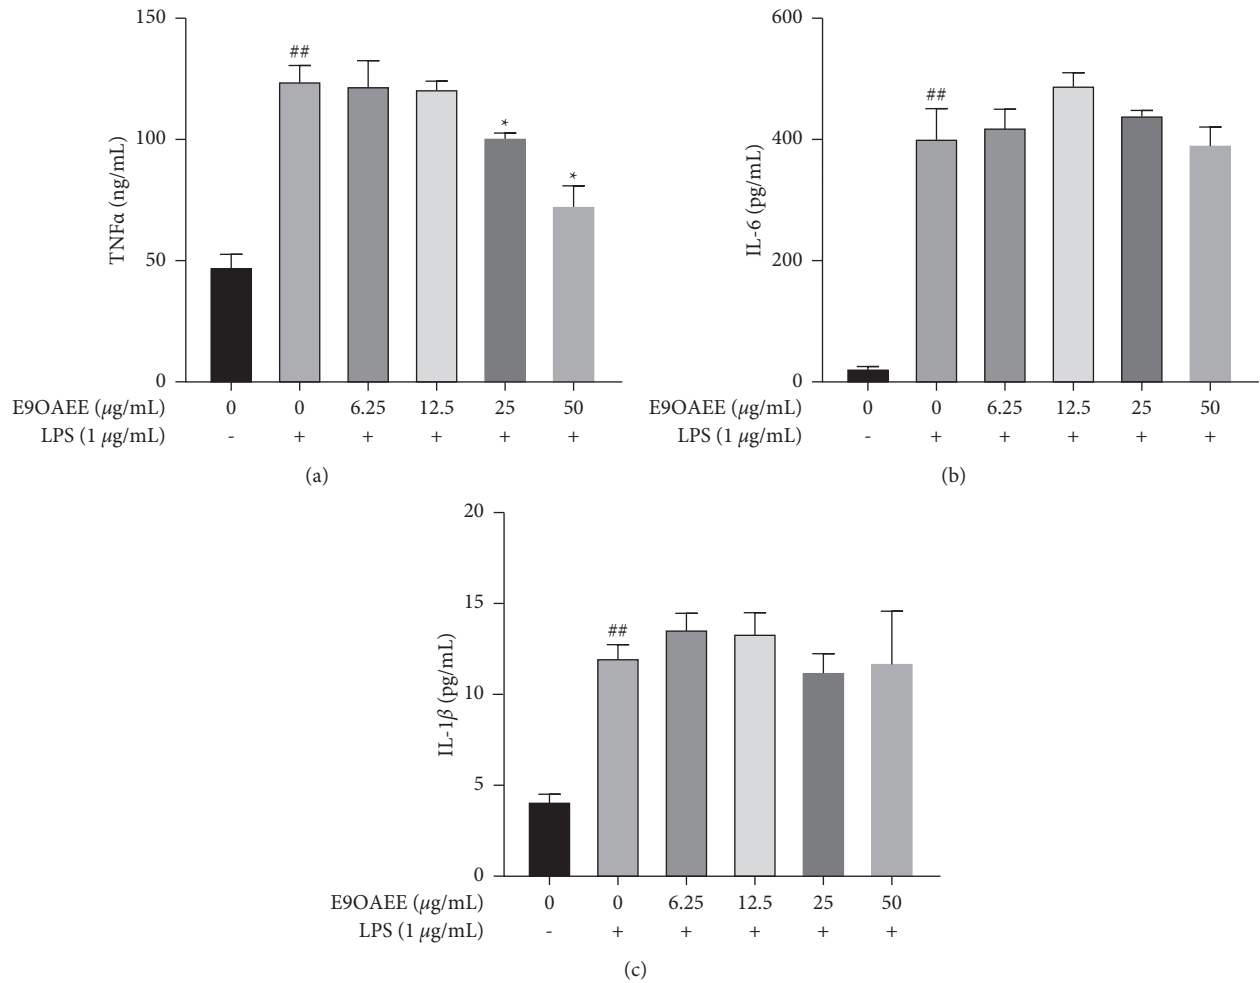 150
##
100
*
*
TNFα (ng/mL)
50
0
E9OAEE (μg/mL) 0 0 6.25 12.5 25 50
LPS (1 μg/mL) - + + + + +
(a)
600
##
400
IL-6 (pg/mL)
200
0
E9OAEE (μg/mL) 0 0 6.25 12.5 25 50
LPS (1 μg/mL) - + + + + +
(b)
20
15
##
IL-1β (pg/mL)
10
5
0
E9OAEE (μg/mL) 0 0 6.25 12.5 25 50
LPS (1 μg/mL) - + + + + +
(c)